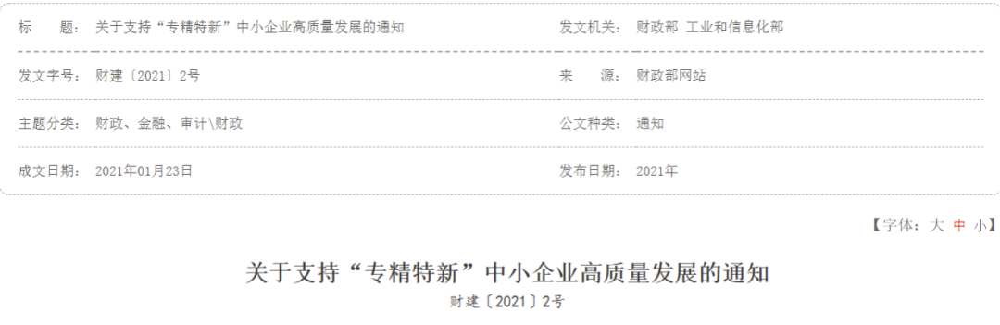 标　　题： 关于支持“专精特新”中小企业高质量发展的通知 发文机关： 财政部 工业和信息化部
发文字号： 财建〔2021〕2号 来　　源： 财政部网站
主题分类： 财政、金融、审计\财政 公文种类： 通知
成文日期： 2021年01月23日 发布日期： 2021年
【字体：大 中 小】
关于支持“专精特新”中小企业高质量发展的通知
财建〔2021〕2号